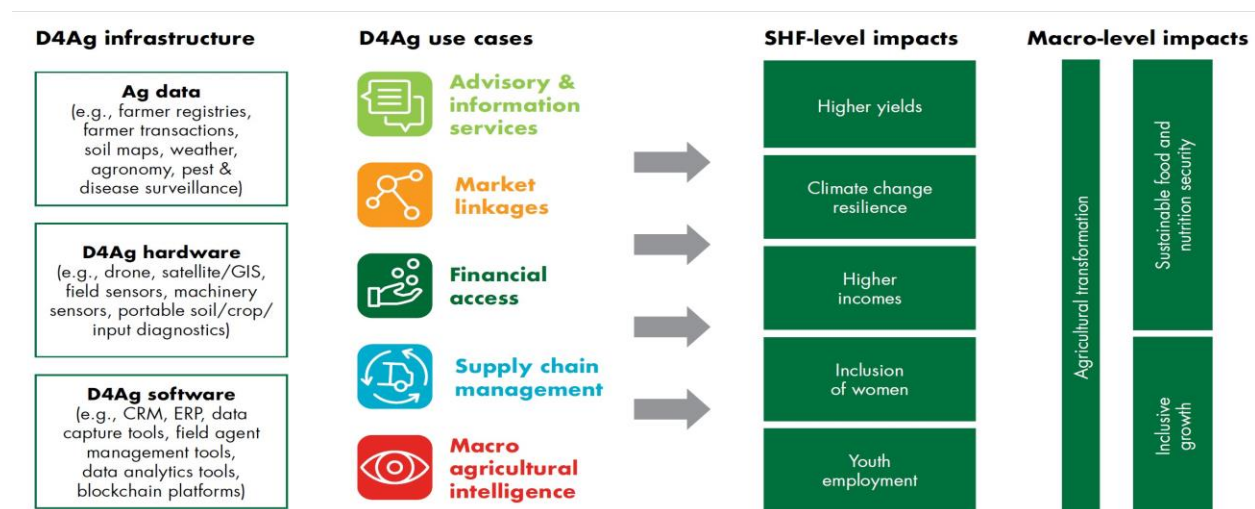 D4Ag infrastructure
Ag data
(e.g., farmer registries,
farmer transactions,
soil maps, weather,
agronomy, pest &
disease surveillance)
D4Ag hardware
(e.g., drone, satellite/GIS,
field sensors, machinery
sensors, portable soil/crop/
input diagnostics)
D4Ag software
(e.g., CRM, ERP, data
capture tools, field agent
management tools,
data analytics tools,
blockchain platforms)
D4Ag use cases
Advisory &
information
services
Market
linkages
Financial
access
Supply chain
management
Macro
agricultural
intelligence
SHF-level impacts
Higher yields
Climate change
resilience
Higher
incomes
Inclusion
of women
Youth
employment
Macro-level impacts
Agricultural transformation
Sustainable food and
nutrition security
Inclusive
growth